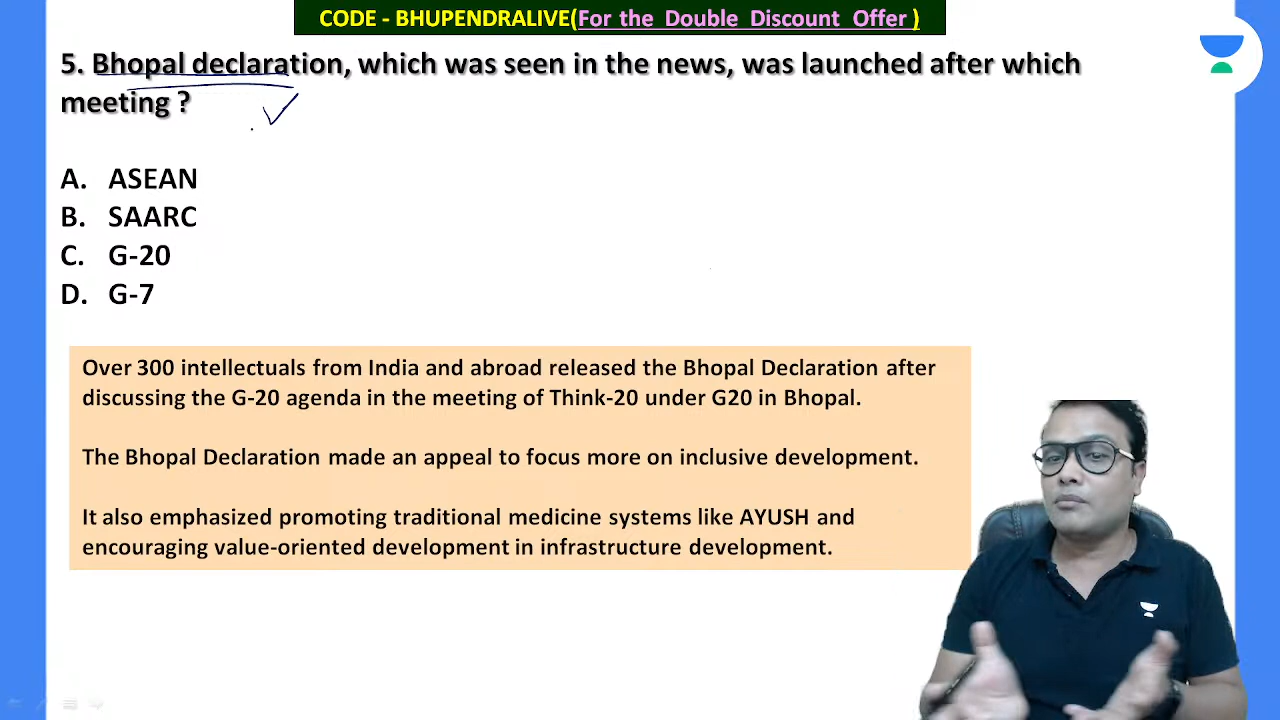 CODE - BHUPENDRALIVE(For the Double Discount Offer )
5. Bhopal declaration, which was seen in the news, was launched after which
meeting ?
A. ASEAN
B. SAARC
C. G-20
D. G-7
Over 300 intellectuals from India and abroad released the Bhopal Declaration after
discussing the G-20 agenda in the meeting of Think-20 under G20 in Bhopal.
The Bhopal Declaration made an appeal to focus more on inclusive development.
It also emphasized promoting traditional medicine systems like AYUSH and
encouraging value-oriented development in infrastructure development.